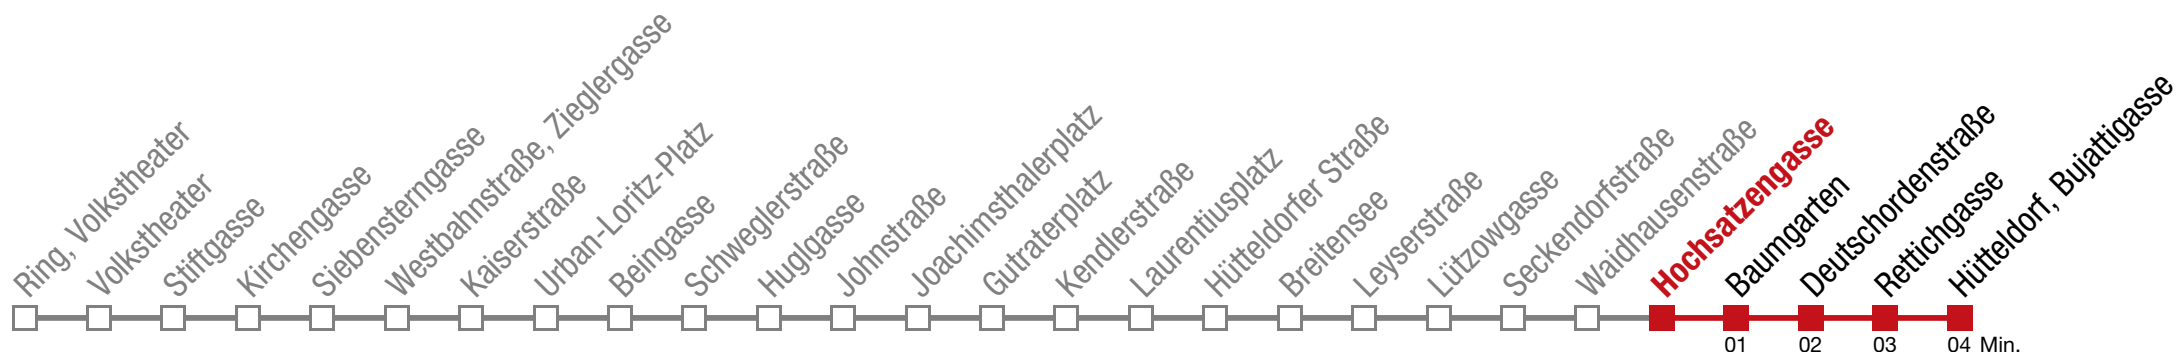 Ring, Volkstheater
Volkstheater
Stiftgasse
Kirchengasse
Siebensterngasse
Westbahnstraße, Zieglergasse
Kaiserstraße
Urban-Loritz-Platz
Beingasse
Schweglerstraße
Huglgasse
Johnstraße
Joachimsthalerplatz
Gutraterplatz
Kendlerstraße
Laurentiusplatz
Hütteldorfer Straße
Breitensee
Leyserstraße
Lützowgasse
Seckendorfstraße
Waidhausenstraße
Hochsatzengasse
Baumgarten
Deutschordenstraße
Rettichgasse
Hütteldorf, Bujattigasse
01 02 03 04 Min.